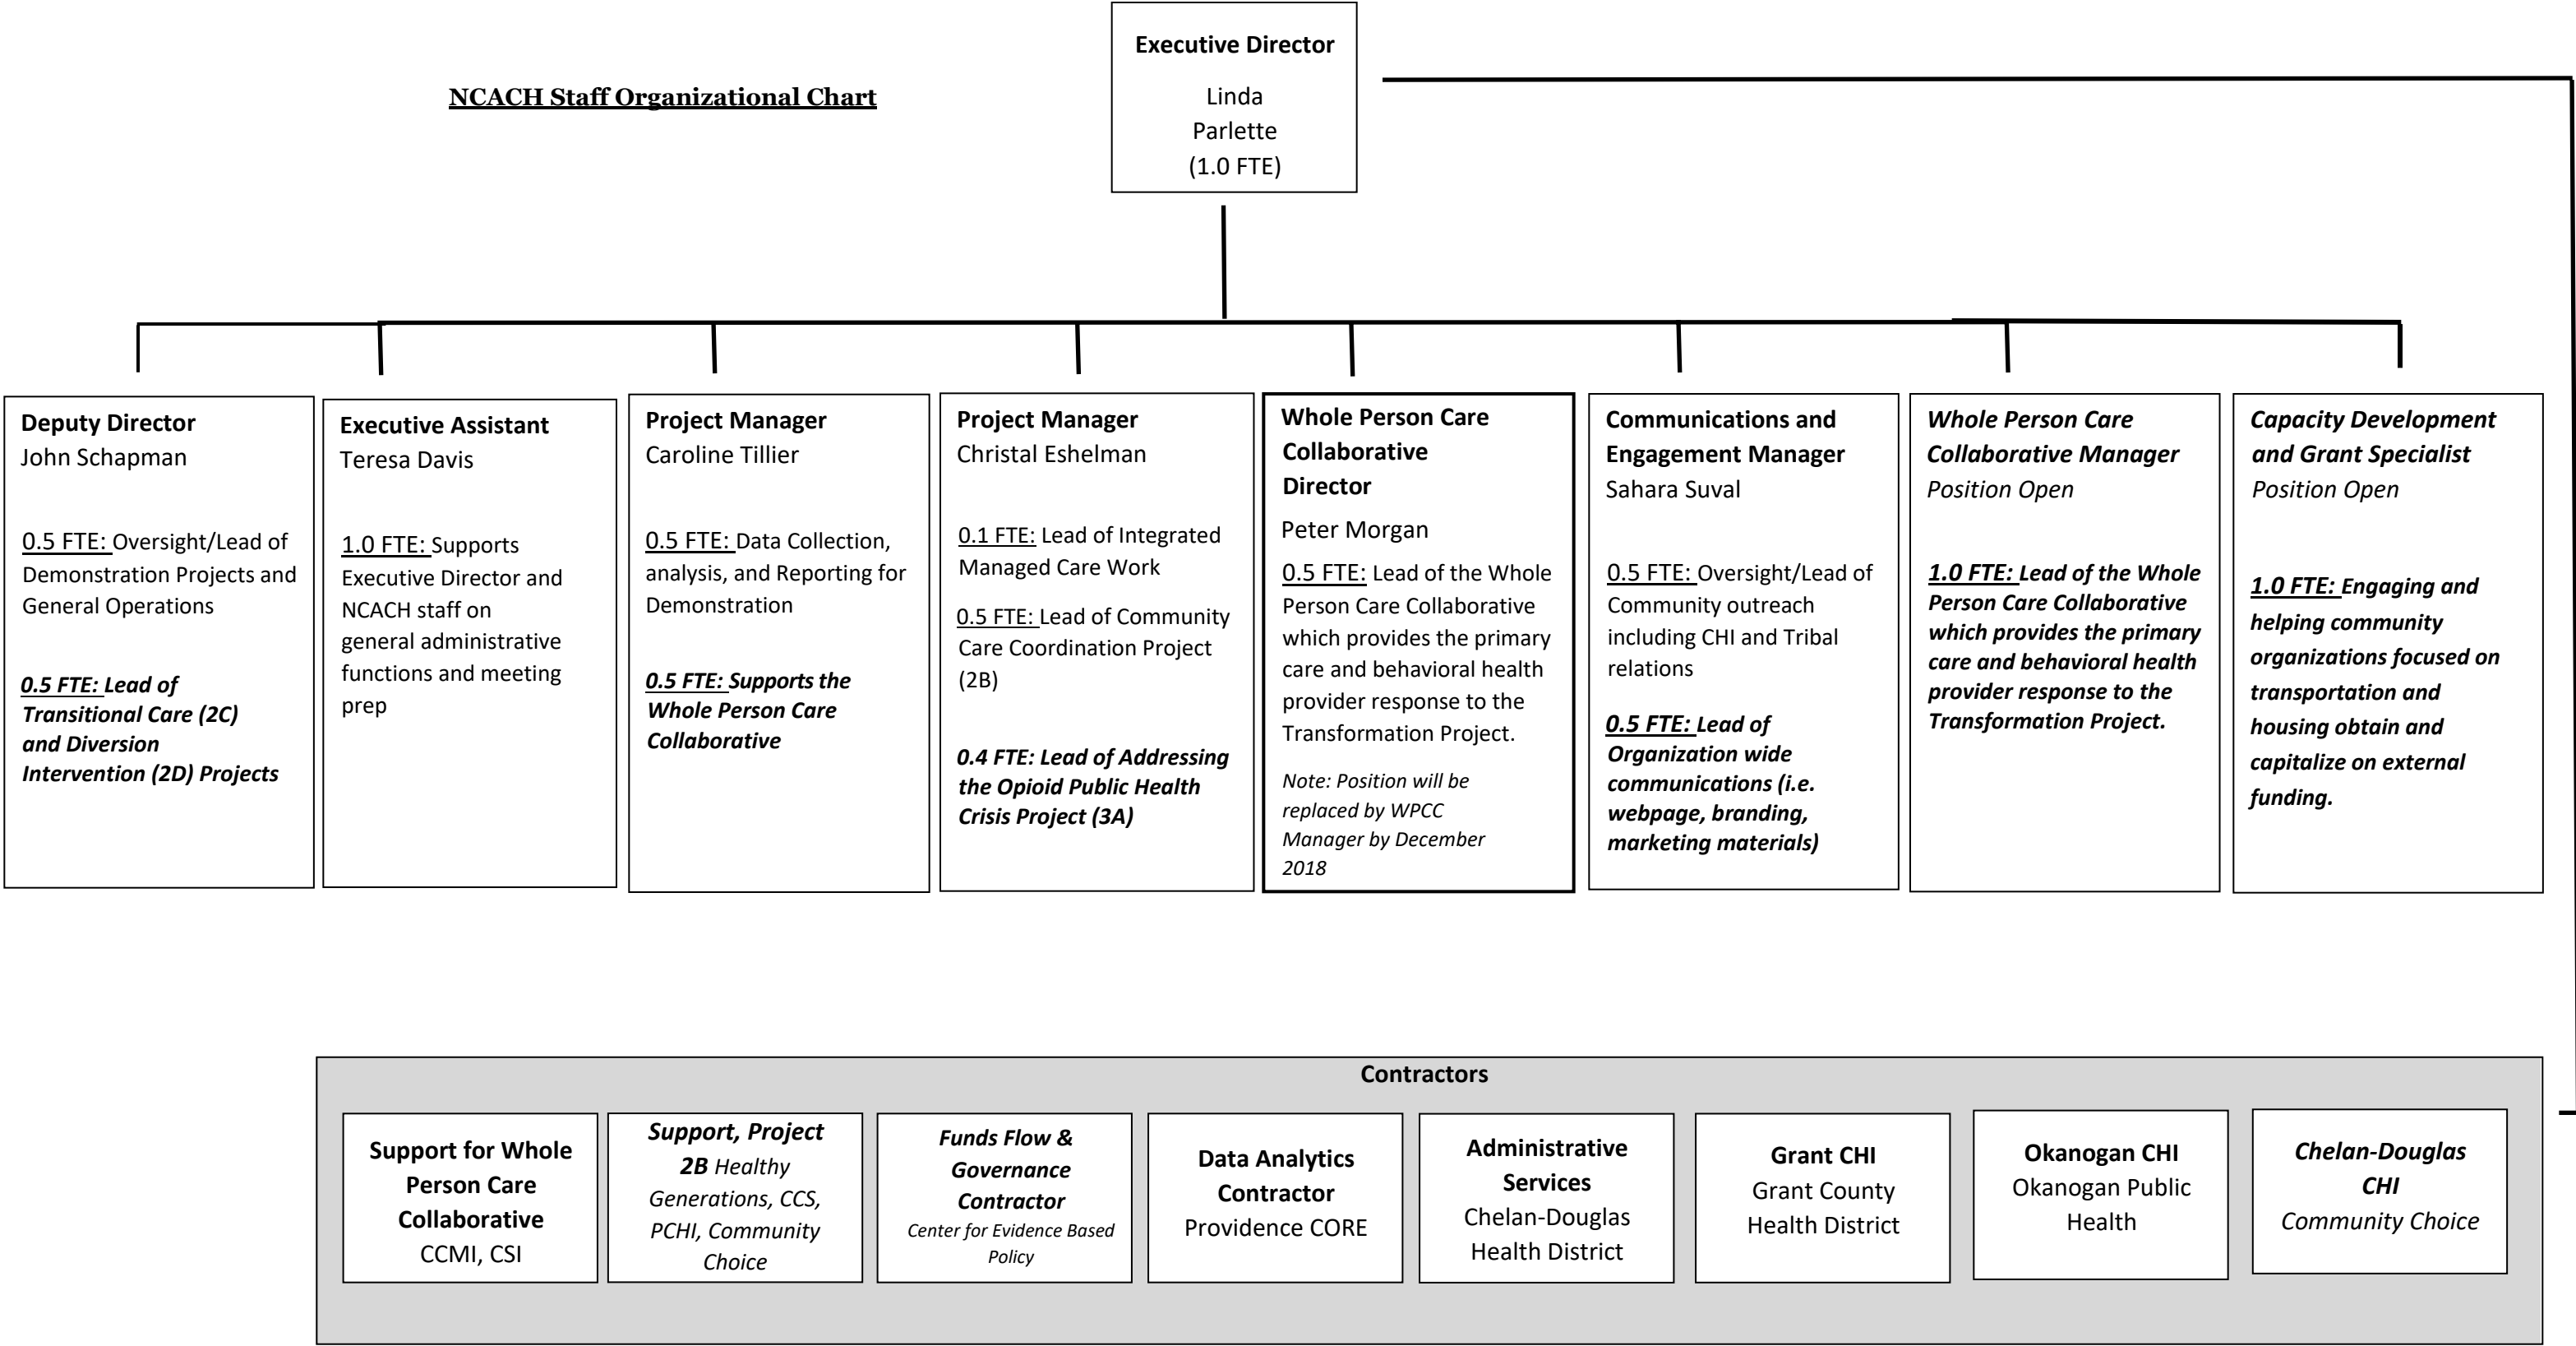 NCACH Staff Organizational Chart
Executive Director
Linda
Parlette
(1.0 FTE)
Deputy Director
John Schapman
0.5 FTE: Oversight/Lead of
Demonstration Projects and
General Operations
0.5 FTE: Lead of
Transitional Care (2C)
and Diversion
Intervention (2D) Projects
Executive Assistant
Teresa Davis
1.0 FTE: Supports
Executive Director and
NCACH staff on
general administrative
functions and meeting
prep
Project Manager
Caroline Tillier
0.5 FTE: Data Collection,
analysis, and Reporting for
Demonstration
0.5 FTE: Supports the
Whole Person Care
Collaborative
Project Manager
Christal Eshelman
0.1 FTE: Lead of Integrated
Managed Care Work
0.5 FTE: Lead of Community
Care Coordination Project
(2B)
0.4 FTE: Lead of Addressing
the Opioid Public Health
Crisis Project (3A)
Whole Person Care
Collaborative
Director
Peter Morgan
0.5 FTE: Lead of the Whole
Person Care Collaborative
which provides the primary
care and behavioral health
provider response to the
Transformation Project.
Note: Position will be
replaced by WPCC
Manager by December
2018
Communications and
Engagement Manager
Sahara Suval
0.5 FTE: Oversight/Lead of
Community outreach
including CHI and Tribal
relations
0.5 FTE: Lead of
Organization wide
communications (i.e.
webpage, branding,
marketing materials)
Whole Person Care
Collaborative Manager
Position Open
1.0 FTE: Lead of the Whole
Person Care Collaborative
which provides the primary
care and behavioral health
provider response to the
Transformation Project.
Capacity Development
and Grant Specialist
Position Open
1.0 FTE: Engaging and
helping community
organizations focused on
transportation and
housing obtain and
capitalize on external
funding.
Contractors
Support for Whole
Person Care
Collaborative
CCMI, CSI
Support, Project
2B Healthy
Generations, CCS,
PCHI, Community
Choice
Funds Flow &
Governance
Contractor
Center for Evidence Based
Policy
Data Analytics
Contractor
Providence CORE
Administrative
Services
Chelan-Douglas
Health District
Grant CHI
Grant County
Health District
Okanogan CHI
Okanogan Public
Health
Chelan-Douglas
CHI
Community Choice